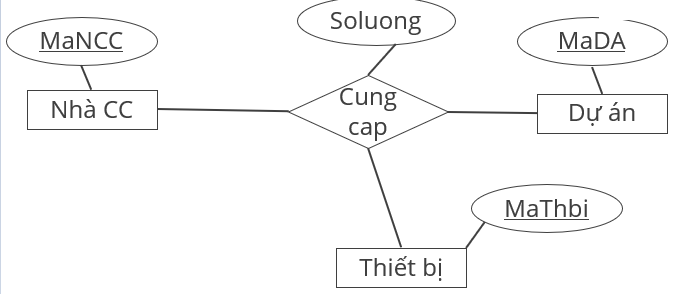 Soluong
MaNCC
MaDA
Nhà CC
Cung
cap
Dự án
MaThbi
Thiết bị